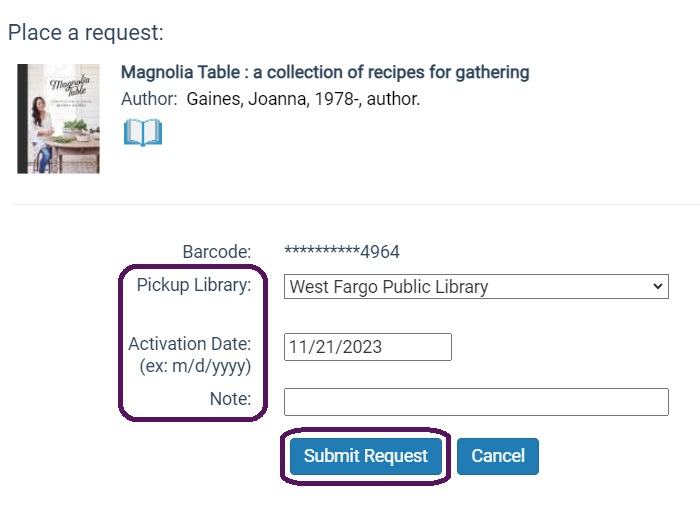 Place a request:
Magnolia Table
Magnolia Table : a collection of recipes for gathering
Author: Gaines, Joanna, 1978-, author.
Barcode: **********4964
Pickup Library: West Fargo Public Library
Activation Date: 11/21/2023
(ex: m/d/yyyy)
Note:
Submit Request Cancel